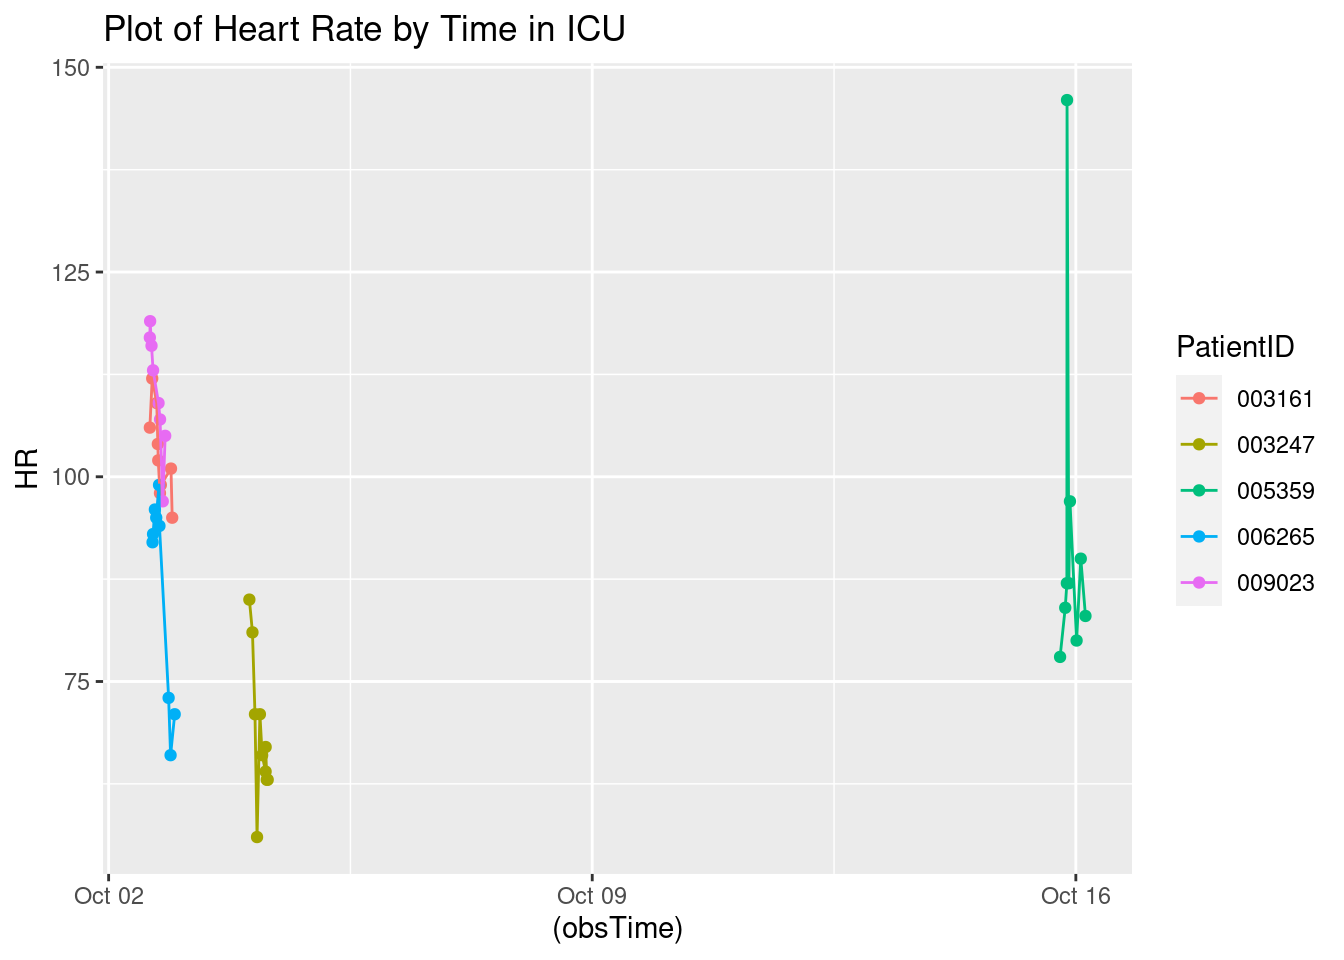 Plot of Heart Rate by Time in ICU
150
125
100
75
HR
Oct 02
Oct 09
Oct 16
(obsTime)
PatientID
003161
003247
005359
006265
009023